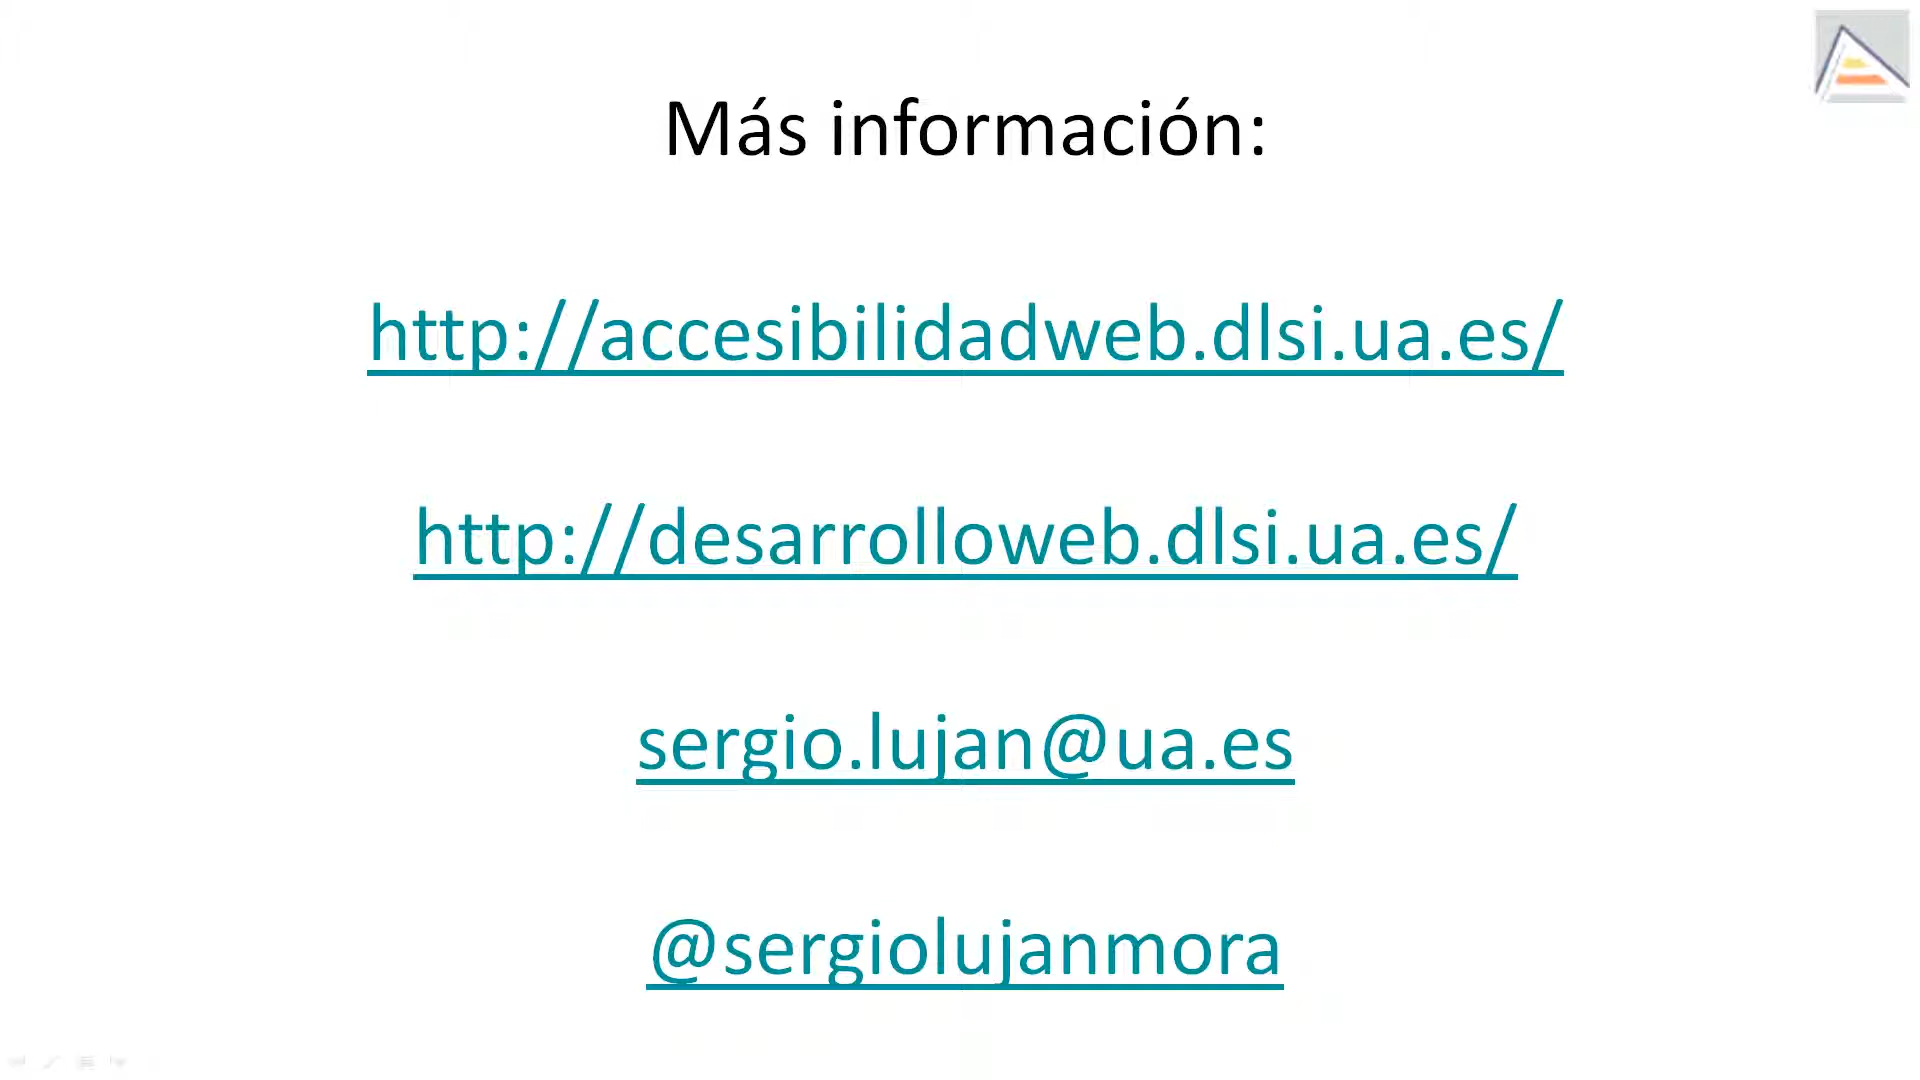 Más información:
http://accesibilidadweb.dlsi.ua.es/
http://desarrolloweb.dlsi.ua.es/
sergio.lujan@ua.es
@sergiolujanmora